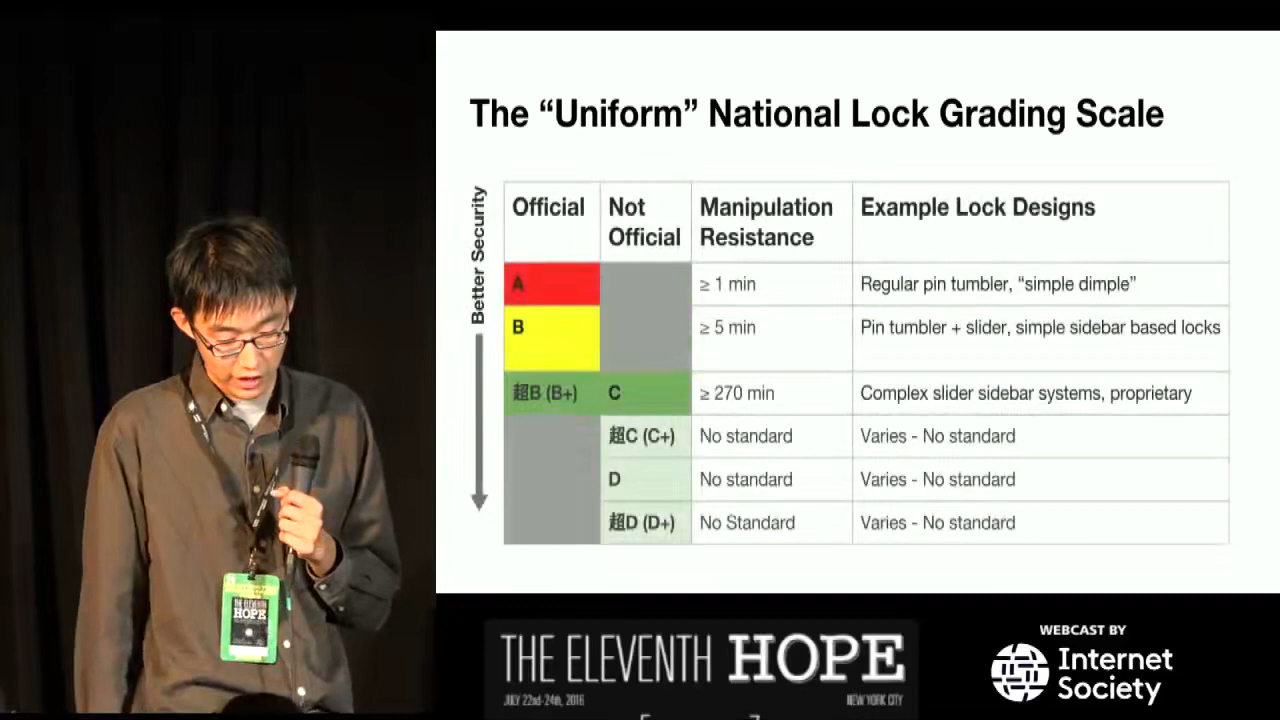 The “Uniform” National Lock Grading Scale
Better Security
Official
Not Official
Manipulation Resistance
Example Lock Designs
A
≥ 1 min
Regular pin tumbler, “simple dimple”
B
≥ 5 min
Pin tumbler + slider, simple sidebar based locks
超B (B+)
C
≥ 270 min
Complex slider sidebar systems, proprietary
超C (C+)
No standard
Varies - No standard
D
No standard
Varies - No standard
超D (D+)
No Standard
Varies - No standard
THE ELEVENTH
HOPE
THE ELEVENTH HOPE
JULY 22nd-24th, 2016
NEW YORK CITY
WEBCAST BY
Internet
Society